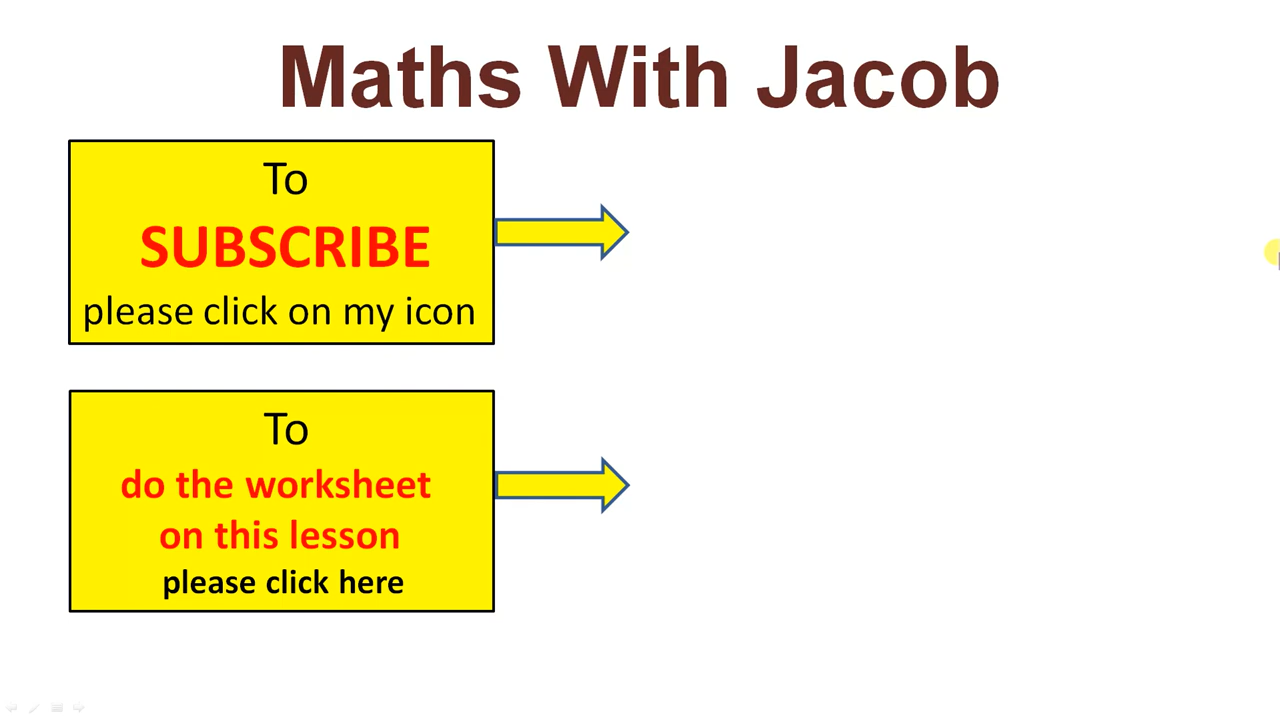 Maths With Jacob
To
SUBSCRIBE
please click on my icon
To
do the worksheet
on this lesson
please click here